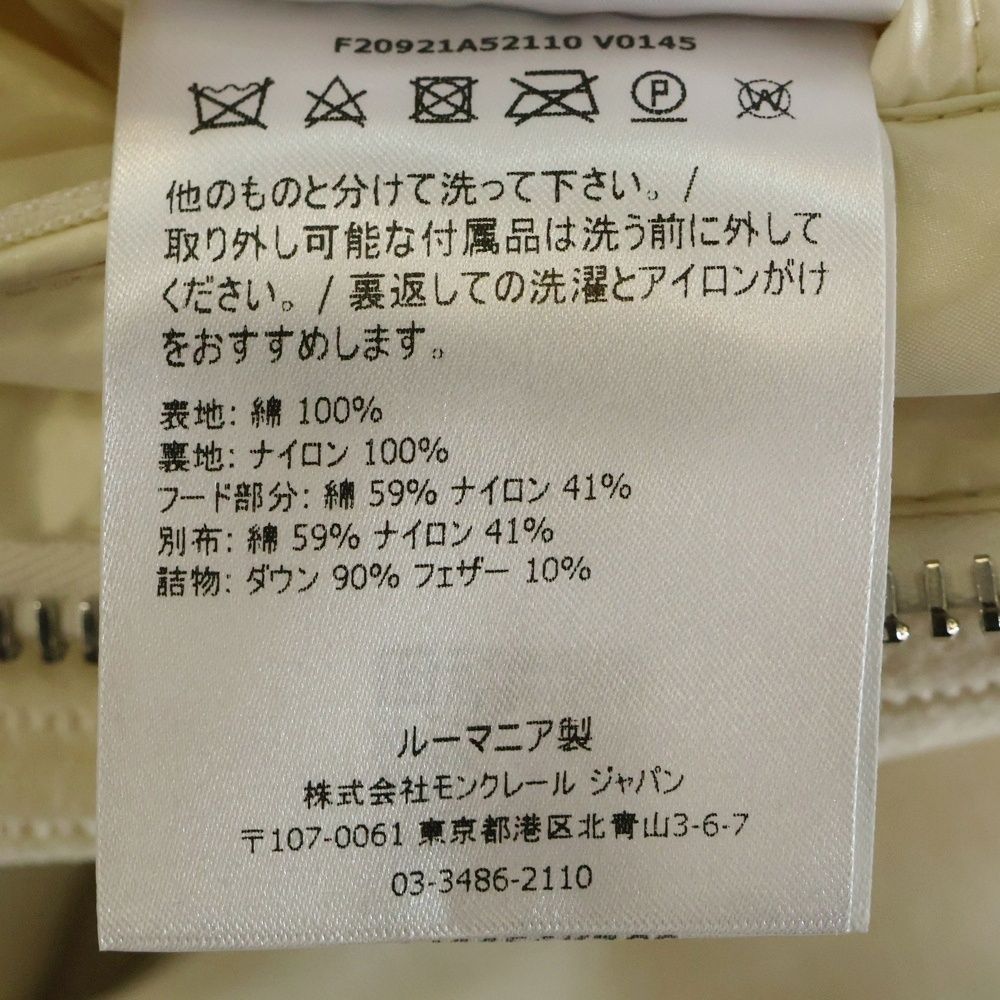 F20921A52110 V0145
P
W
他のものと分けて洗って下さい。/
取り外し可能な付属品は洗う前に外して
ください。/ 裏返しての洗濯とアイロンがけ
をおすすめします。
表地: 綿 100%
裏地: ナイロン 100%
フード部分: 綿 59% ナイロン 41%
別布: 綿 59% ナイロン 41%
詰物: ダウン 90% フェザー 10%
ルーマニア製
株式会社モンクレール ジャパン
〒107-0061 東京都港区北青山3-6-7
03-3486-2110